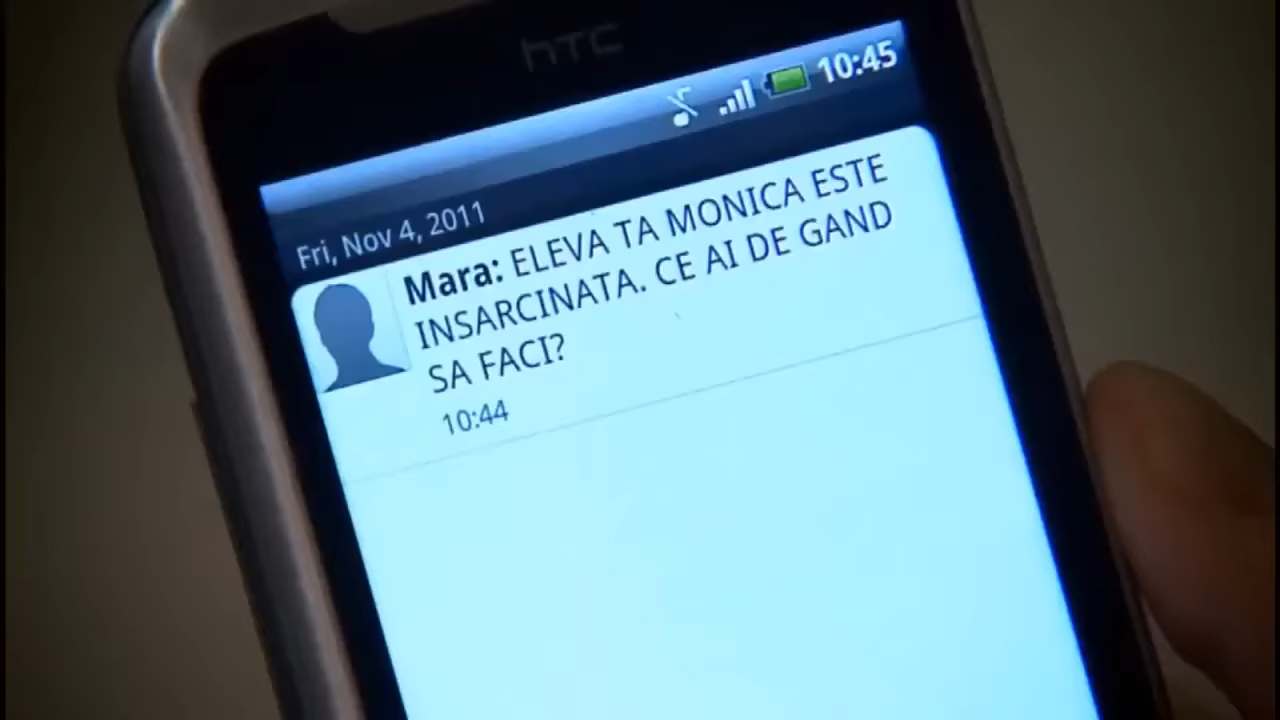 hTC
10:45
Fri, Nov 4, 2011
Mara: ELEVA TA MONICA ESTE
INSARCINATA. CE AI DE GAND
SA FACI?
10:44